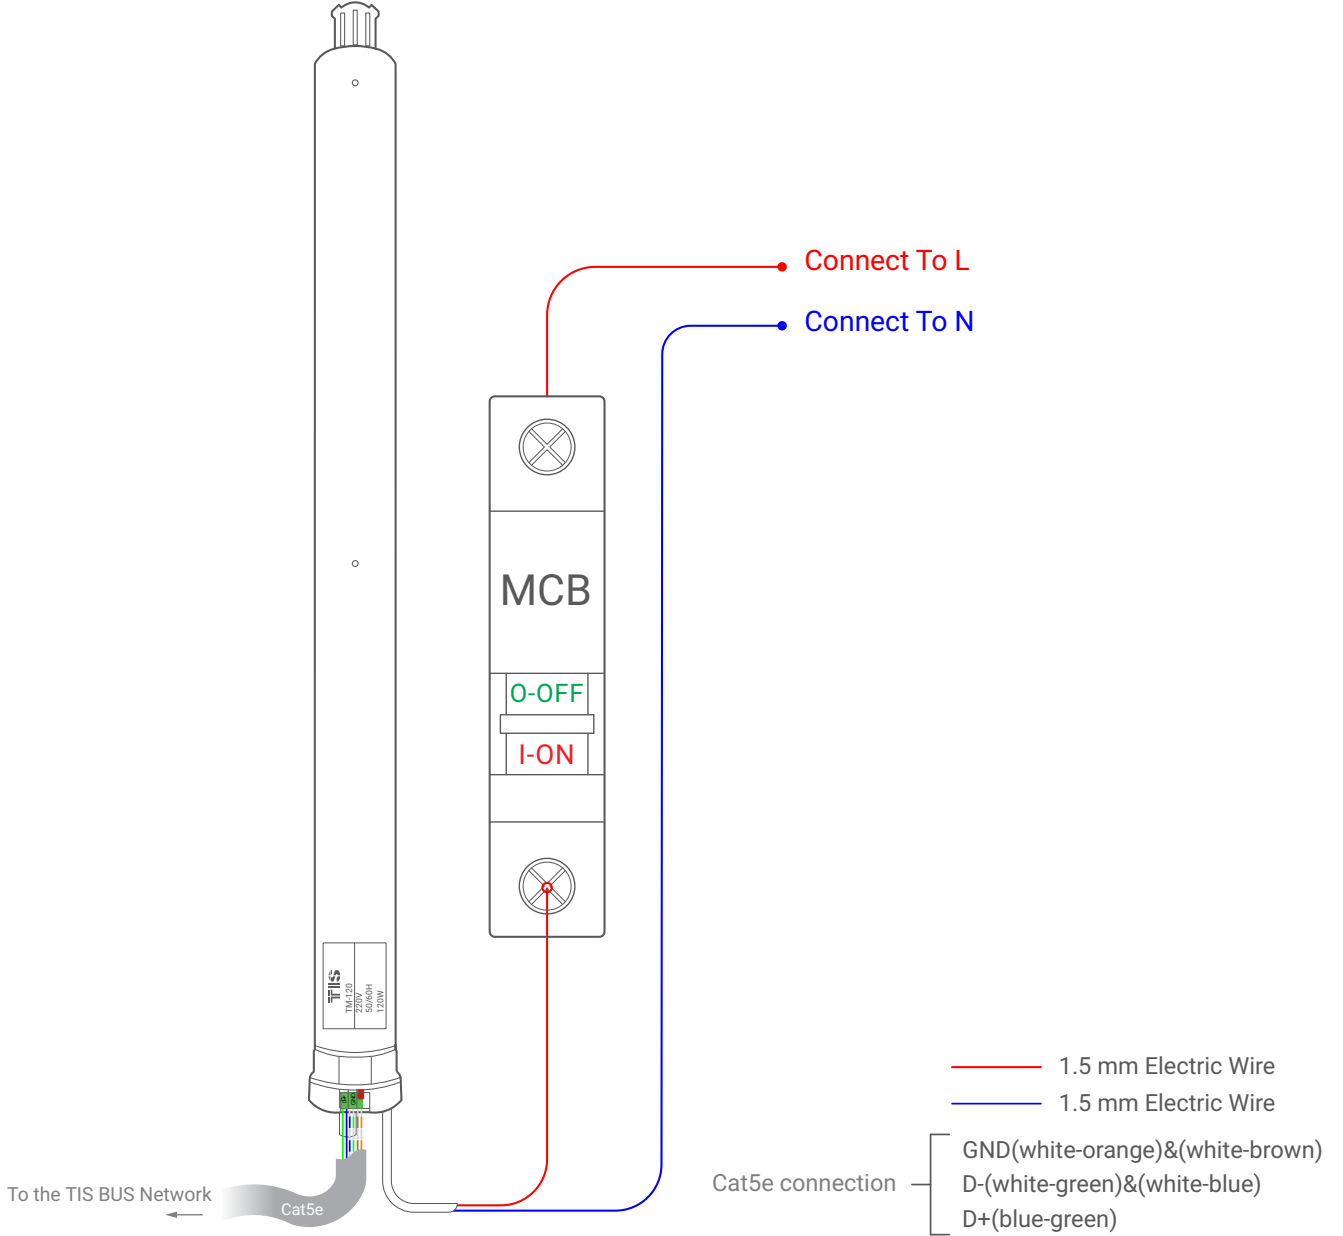 Connect To L
Connect To N
MCB
O-OFF
I-ON
TIS
TM-120
220V
50/60H
120W
GND
1.5 mm Electric Wire
1.5 mm Electric Wire
Cat5e connection
GND(white-orange)&(white-brown)
D-(white-green)&(white-blue)
D+(blue-green)
To the TIS BUS Network
Cat5e